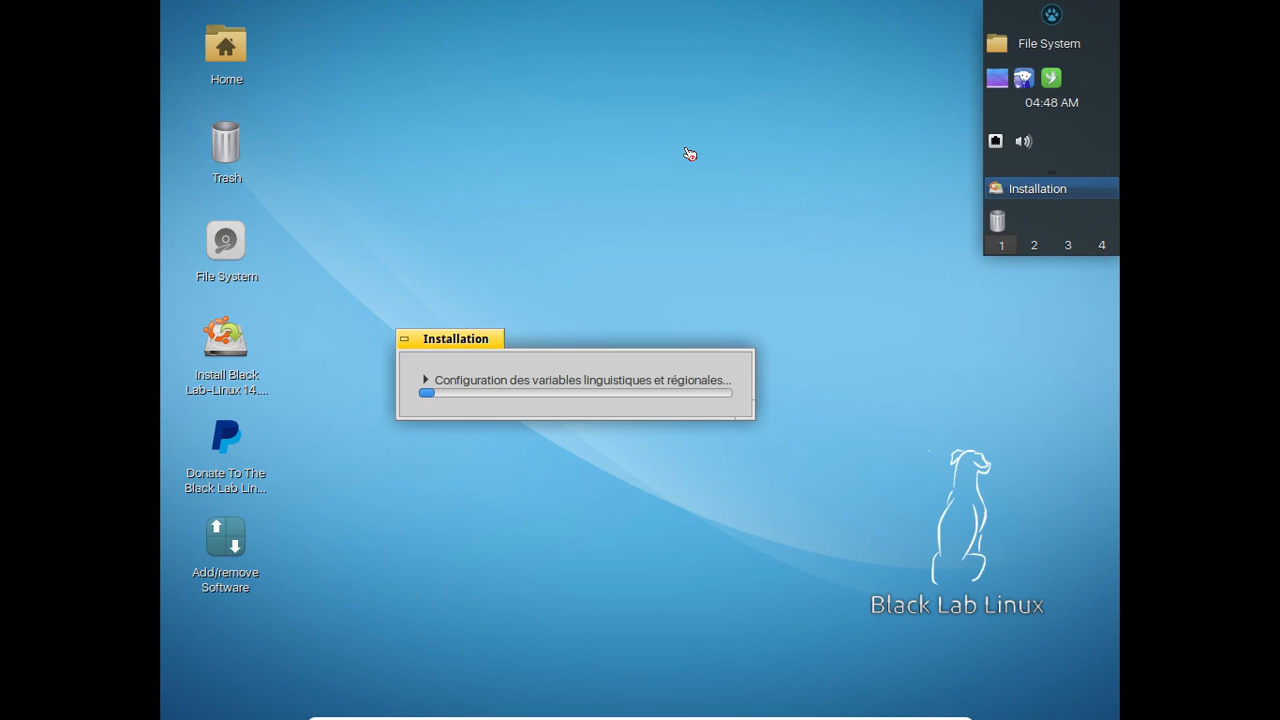 Home
Trash
File System
Install Black
Lab-Linux 14....
Donate To The
Black Lab Lin...
Add/remove
Software
Installation
Configuration des variables linguistiques et régionales...
File System
04:48 AM
Installation
1 2 3 4
Black Lab Linux